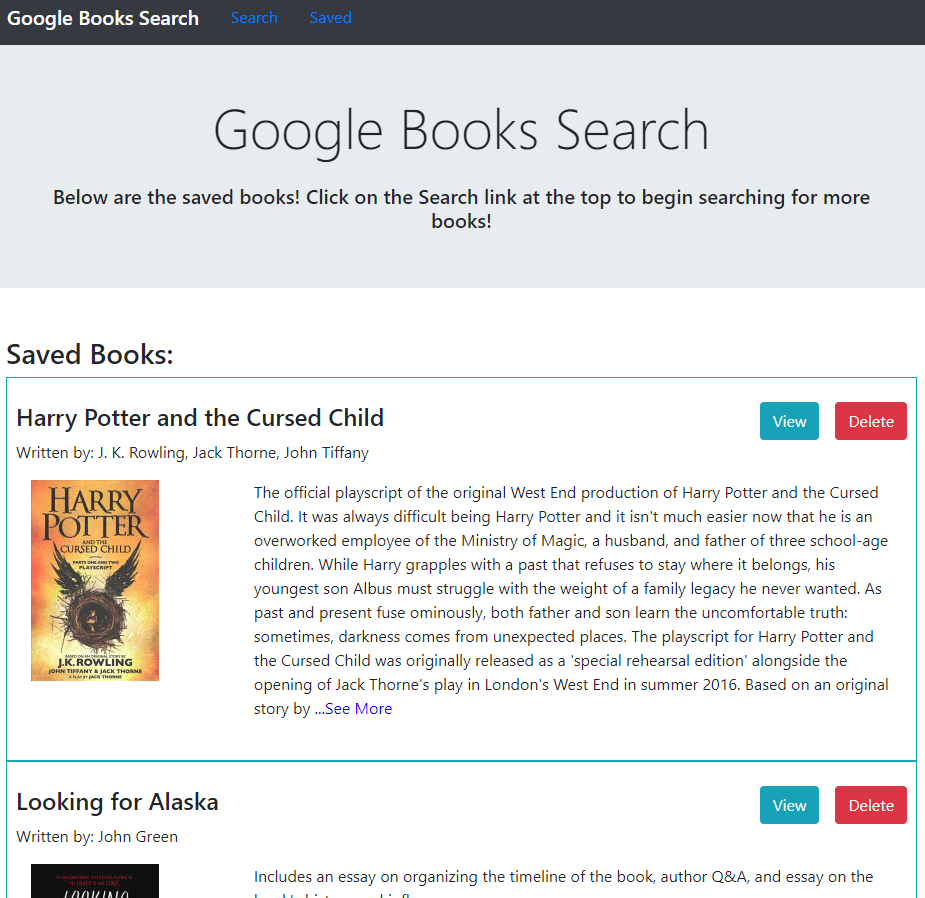 Google Books Search Search Saved
Google Books Search
Below are the saved books! Click on the Search link at the top to begin searching for more
books!
Saved Books:
Harry Potter and the Cursed Child
View Delete
Written by: J. K. Rowling, Jack Thorne, John Tiffany
HARRY
POTTER
AND THE
CURSED CHILD
PARTS ONE AND TWO
PLAYSCRIPT
BASED ON AN ORIGINAL STORY BY
J.K.ROWLING
JOHN TIFFANY & JACK THORNE
A PLAY BY JACK THORNE
The official playscript of the original West End production of Harry Potter and the Cursed
Child. It was always difficult being Harry Potter and it isn't much easier now that he is an
overworked employee of the Ministry of Magic, a husband, and father of three school-age
children. While Harry grapples with a past that refuses to stay where it belongs, his
youngest son Albus must struggle with the weight of a family legacy he never wanted. As
past and present fuse ominously, both father and son learn the uncomfortable truth:
sometimes, darkness comes from unexpected places. The playscript for Harry Potter and
the Cursed Child was originally released as a 'special rehearsal edition' alongside the
opening of Jack Thorne's play in London's West End in summer 2016. Based on an original
story by ...See More
Looking for Alaska
View Delete
Written by: John Green
LOOKING
Includes an essay on organizing the timeline of the book, author Q&A, and essay on the